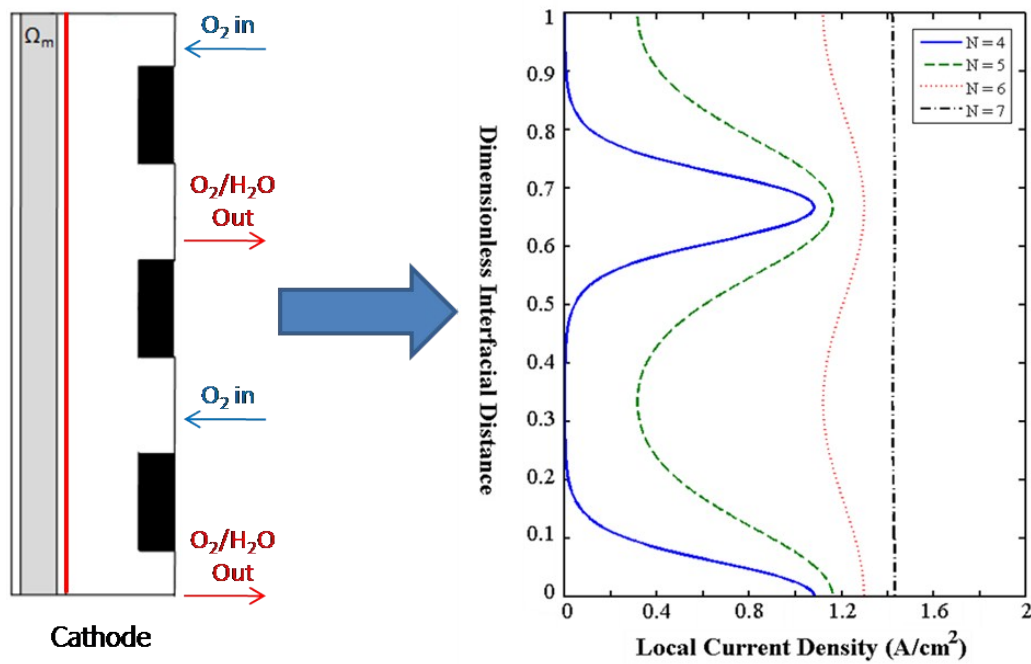 Ωm
O2 in
O2/H2O
Out
O2 in
O2/H2O
Out
Cathode
Dimensionless Interfacial Distance
1
0.9
0.8
0.7
0.6
0.5
0.4
0.3
0.2
0.1
0
0
0.4
0.8
1.2
1.6
2
Local Current Density (A/cm2)
N = 4
N = 5
N = 6
N = 7